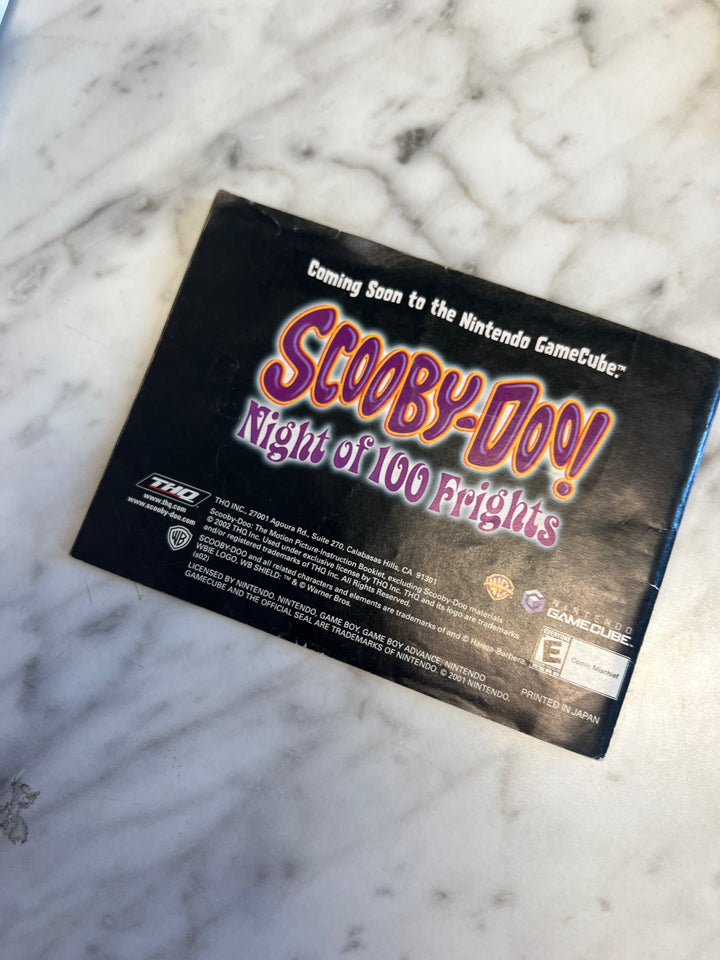 Coming Soon to the Nintendo GameCube.™
SCOOBY-DOO!
Night of 100 Frights
THQ
www.thq.com
www.scooby-doo.com
WB
THQ INC., 27001 Agoura Rd., Suite 270, Calabasas Hills, CA 91301
Scooby-Doo: The Motion Picture-Instruction Booklet, excluding Scooby-Doo materials
© 2002 THQ Inc. Used under exclusive license by THQ Inc. THQ and its logo are trademarks
and/or registered trademarks of THQ Inc. All Rights Reserved.
SCOOBY-DOO and all related characters and elements are trademarks of and © Hanna-Barbera.
WBIE LOGO, WB SHIELD: ™ & © Warner Bros.
(s02)
LICENSED BY NINTENDO. NINTENDO, GAME BOY, GAME BOY ADVANCE, NINTENDO
GAMECUBE AND THE OFFICIAL SEAL ARE TRADEMARKS OF NINTENDO. © 2001 NINTENDO.
NINTENDO
GAMECUBE
EVERYONE
E
ESRB
Comic Mischief
PRINTED IN JAPAN